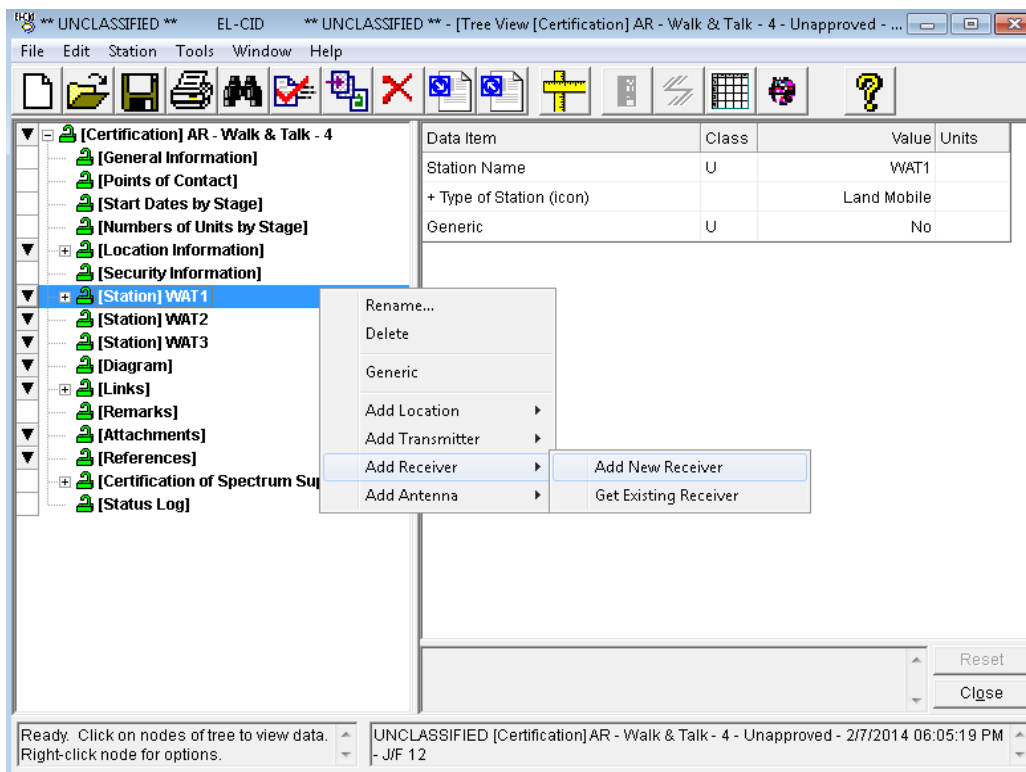 ** UNCLASSIFIED ** EL-CID ** UNCLASSIFIED ** - [Tree View [Certification] AR - Walk & Talk - 4 - Unapproved - ...
File Edit Station Tools Window Help
[Certification] AR - Walk & Talk - 4
[General Information]
[Points of Contact]
[Start Dates by Stage]
[Numbers of Units by Stage]
[Location Information]
[Security Information]
[Station] WAT1
[Station] WAT2
[Station] WAT3
[Diagram]
[Links]
[Remarks]
[Attachments]
[References]
[Certification of Spectrum Su
[Status Log]
Data Item Class Value Units
Station Name U WAT1
+ Type of Station (icon) Land Mobile
Generic U No
Rename...
Delete
Generic
Add Location
Add Transmitter
Add Receiver
Add Antenna
Add New Receiver
Get Existing Receiver
Reset
Close
Ready. Click on nodes of tree to view data.
Right-click node for options.
UNCLASSIFIED [Certification] AR - Walk & Talk - 4 - Unapproved - 2/7/2014 06:05:19 PM
- J/F 12